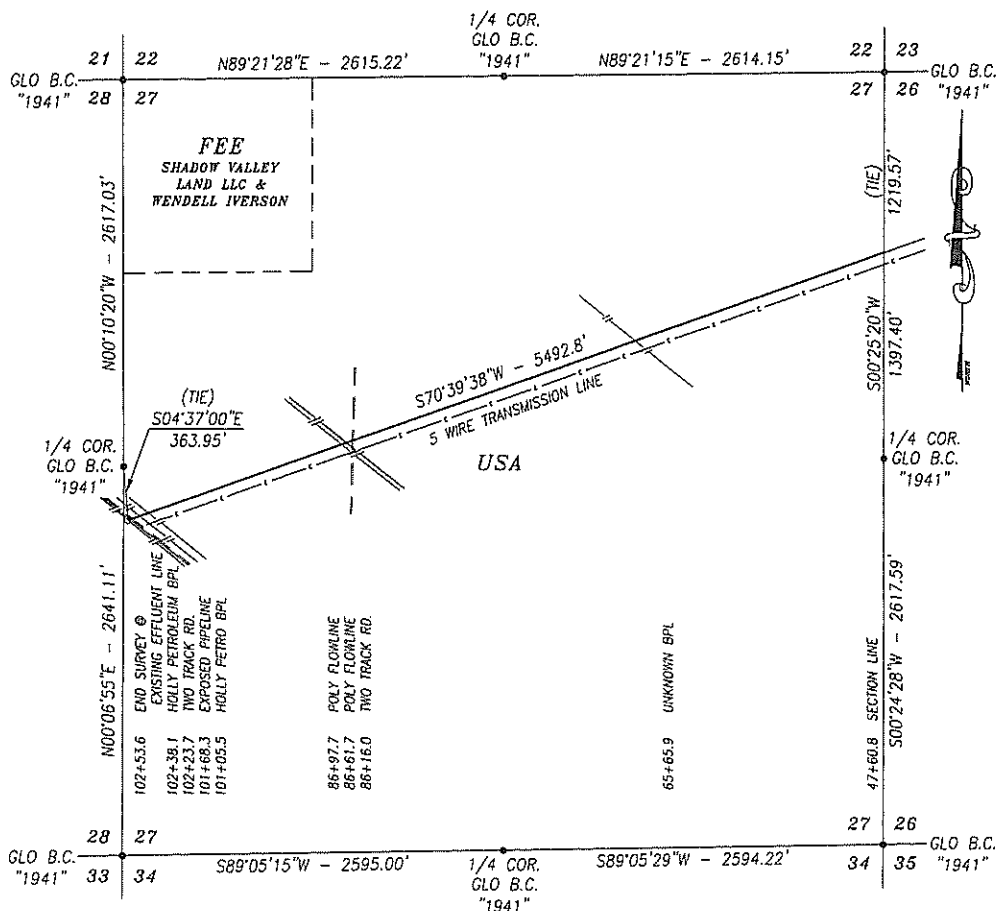 1/4 COR.
GLO B.C.
"1941"
21 22
N89°21'28"E - 2615.22'
N89°21'15"E - 2614.15'
22 23
GLO B.C.
"1941"
28 27
27 26
GLO B.C.
"1941"
FEE
SHADOW VALLEY
LAND LLC &
WENDELL IVERSON
N00°10'20"W - 2617.03'
(TIE)
1219.57'
S00°25'20"W
1397.40'
S70°39'38"W - 5492.8'
5 WIRE TRANSMISSION LINE
USA
(TIE)
S04°37'00"E
363.95'
1/4 COR.
GLO B.C.
"1941"
1/4 COR.
GLO B.C.
"1941"
N00°06'55"E - 2641.11'
102+53.6 END SURVEY @
EXISTING EFFLUENT LINE
102+38.1 HOLLY PETROLEUM BPL
102+23.7 TWO TRACK RD.
101+68.3 EXPOSED PIPELINE
101+05.5 HOLLY PETRO BPL
86+97.7 POLY FLOWLINE
86+61.7 POLY FLOWLINE
86+16.0 TWO TRACK RD.
65+65.9 UNKNOWN BPL
47+60.8 SECTION LINE
S00°24'28"W - 2617.59'
28 27
27 26
GLO B.C.
"1941"
33 34
S89°05'15"W - 2595.00'
1/4 COR.
GLO B.C.
"1941"
S89°05'29"W - 2594.22'
34 35
GLO B.C.
"1941"